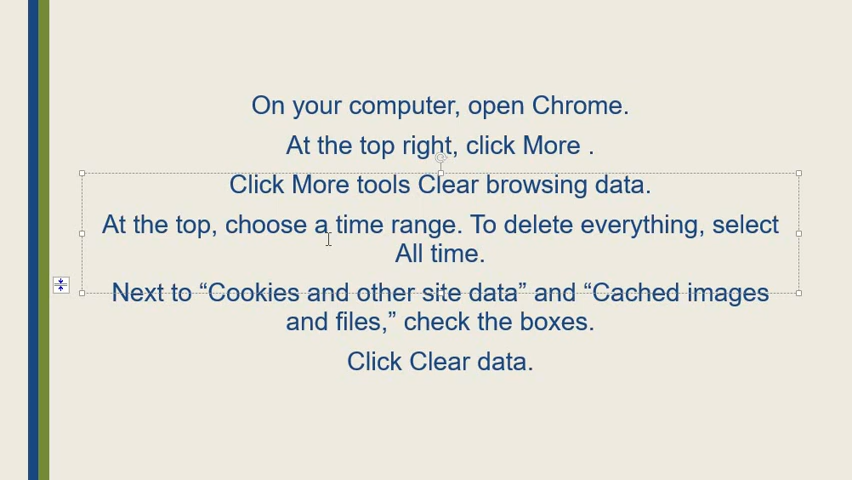 On your computer, open Chrome.
At the top right, click More .
Click More tools Clear browsing data.
At the top, choose a time range. To delete everything, select
All time.
Next to “Cookies and other site data” and “Cached images
and files,” check the boxes.
Click Clear data.